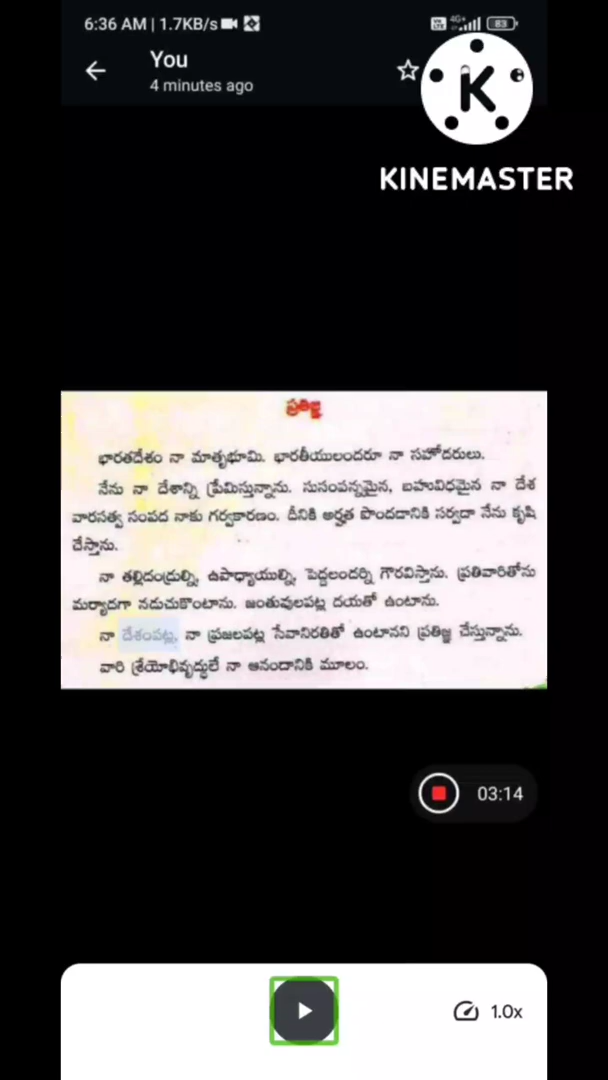 6:36 AM | 1.7KB/s
4G+
83
You
4 minutes ago
K
KINEMASTER
ప్రతిజ్ఞ
భారతదేశం నా మాతృభూమి. భారతీయులందరూ నా సహోదరులు.
నేను నా దేశాన్ని ప్రేమిస్తున్నాను. సుసంపన్నమైన, బహువిధమైన నా దేశ
వారసత్వ సంపద నాకు గర్వకారణం. దీనికి అర్హత పొందడానికి సర్వదా నేను కృషి
చేస్తాను.
నా తల్లిదండ్రుల్ని, ఉపాధ్యాయుల్ని, పెద్దలందర్ని గౌరవిస్తాను. ప్రతివారితోను
మర్యాదగా నడుచుకొంటాను. జంతువులపట్ల దయతో ఉంటాను.
నా దేశంపట్ల, నా ప్రజలపట్ల సేవానిరతితో ఉంటానని ప్రతిజ్ఞ చేస్తున్నాను.
వారి శ్రేయోభివృద్ధులే నా ఆనందానికి మూలం.
03:14
1.0x